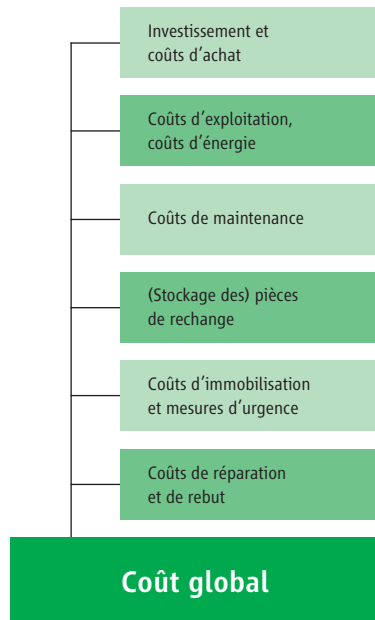 Investissement et
coûts d’achat
Coûts d’exploitation,
coûts d’énergie
Coûts de maintenance
(Stockage des) pièces
de rechange
Coûts d’immobilisation
et mesures d’urgence
Coûts de réparation
et de rebut
Coût global